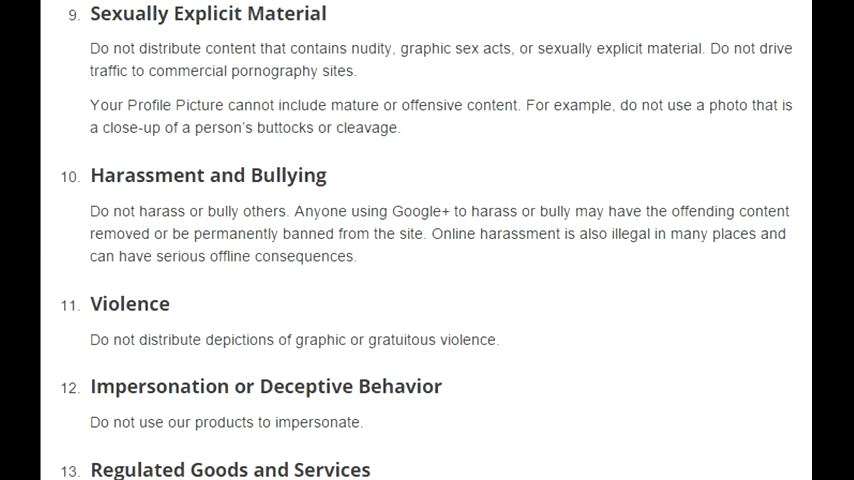 9. Sexually Explicit Material
Do not distribute content that contains nudity, graphic sex acts, or sexually explicit material. Do not drive
traffic to commercial pornography sites.
Your Profile Picture cannot include mature or offensive content. For example, do not use a photo that is
a close-up of a person's buttocks or cleavage.
10. Harassment and Bullying
Do not harass or bully others. Anyone using Google+ to harass or bully may have the offending content
removed or be permanently banned from the site. Online harassment is also illegal in many places and
can have serious offline consequences.
11. Violence
Do not distribute depictions of graphic or gratuitous violence.
12. Impersonation or Deceptive Behavior
Do not use our products to impersonate.
13. Regulated Goods and Services